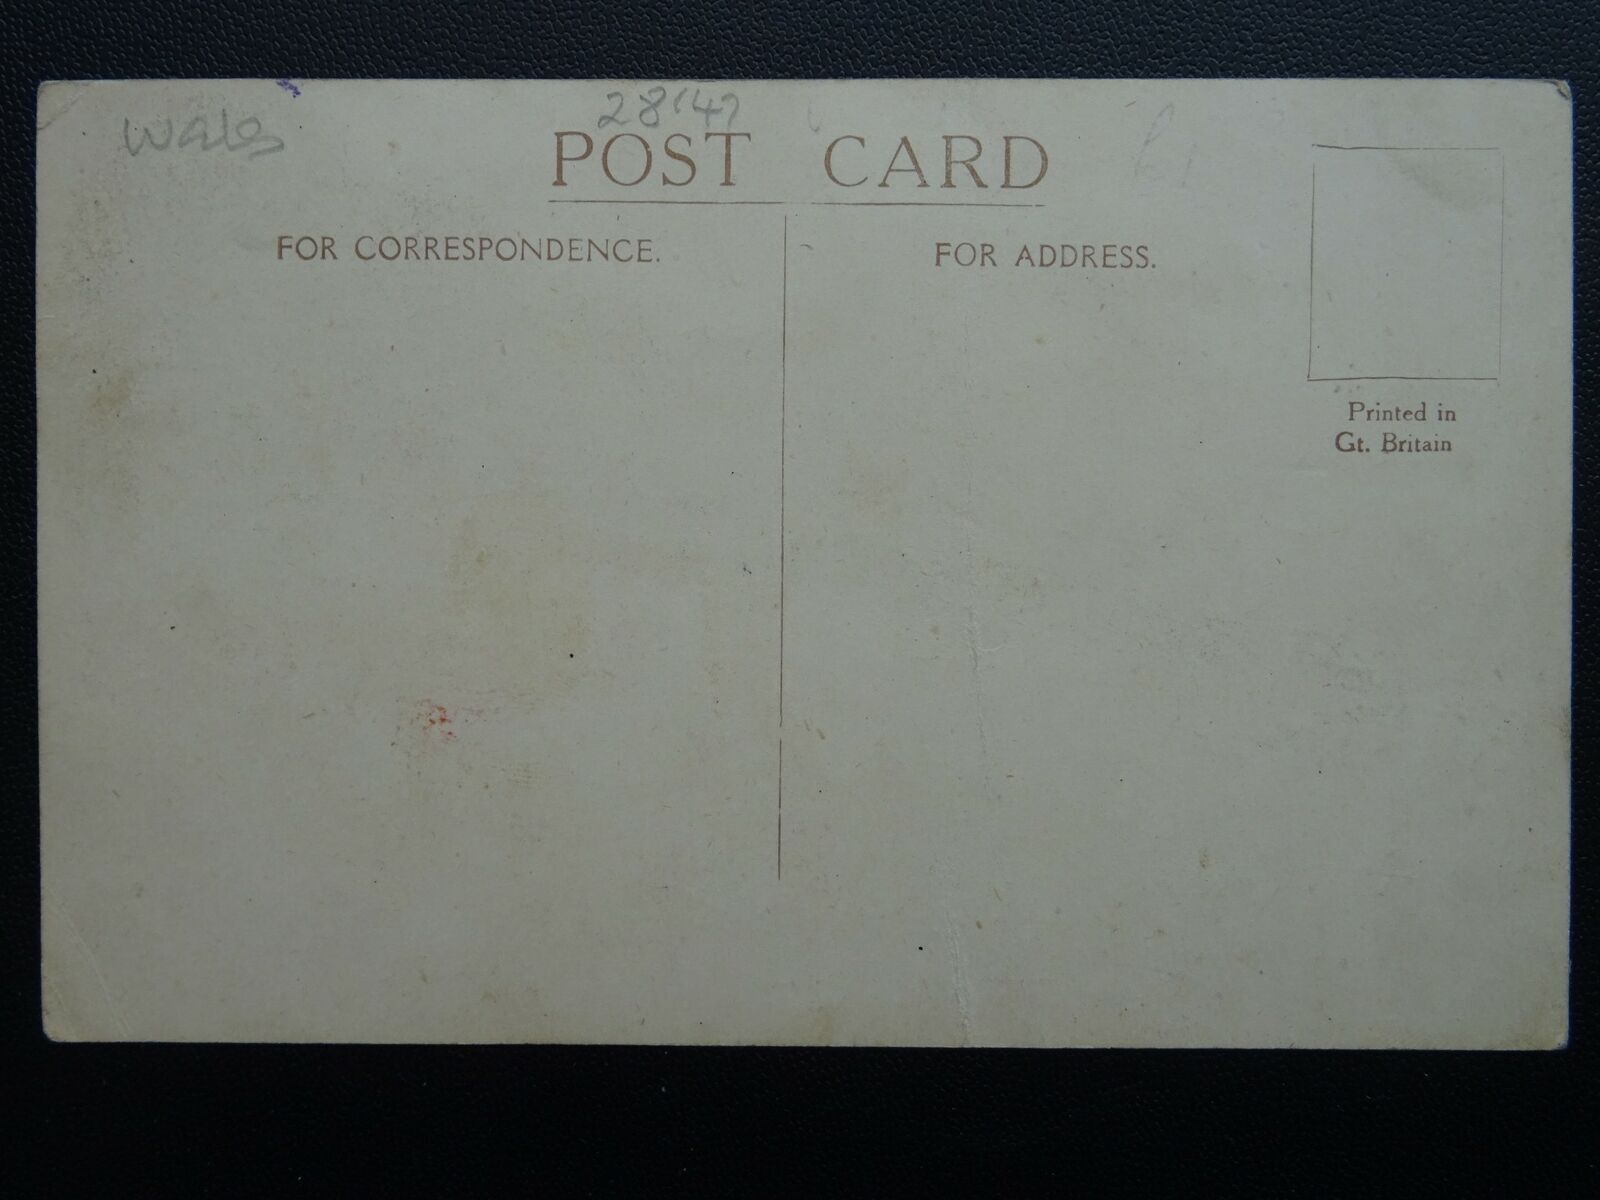 Wales
28'47
POST CARD
FOR CORRESPONDENCE.
FOR ADDRESS.
Printed in
Gt. Britain